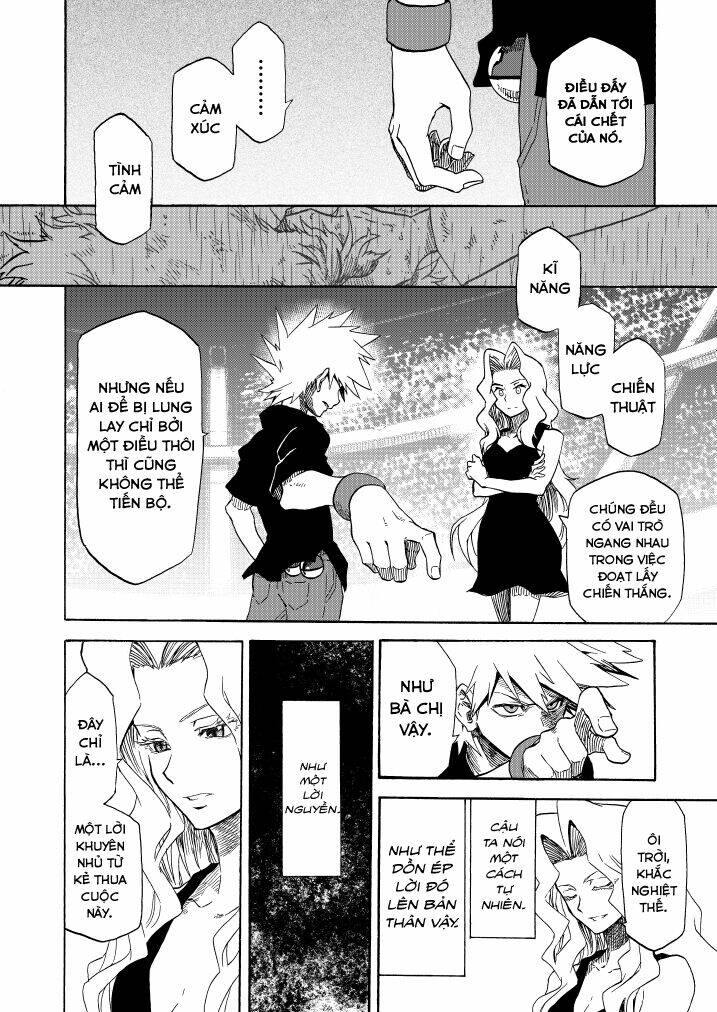 ĐIỀU ĐẤY
ĐÃ DẪN TỚI
CÁI CHẾT
CỦA NÓ.
........
CẢM
XÚC
TÌNH
CẢM
KĨ
NĂNG
NĂNG
LỰC
CHIẾN
THUẬT
CHÚNG ĐỀU
CÓ VAI TRÒ
NGANG NHAU
TRONG VIỆC
ĐOẠT LẤY
CHIẾN THẮNG.
NHƯNG NẾU
AI ĐỂ BỊ LUNG
LAY CHỈ BỞI
MỘT ĐIỀU THÔI
THÌ CŨNG
KHÔNG THỂ
TIẾN BỘ.
NHƯ
BÀ CHỊ
VẬY.
ÔI
TRỜI,
KHẮC
NGHIỆT
THẾ.
CẬU
TA NÓI
MỘT
CÁCH
TỰ
NHIÊN.
NHƯ THỂ
DỒN ÉP
LỜI ĐÓ
LÊN BẢN
THÂN VẬY.
NHƯ
MỘT
LỜI
NGUYỀN.
ĐÂY
CHỈ
LÀ...
MỘT LỜI
KHUYÊN
NHỦ TỪ
KẺ THUA
CUỘC
NÀY.